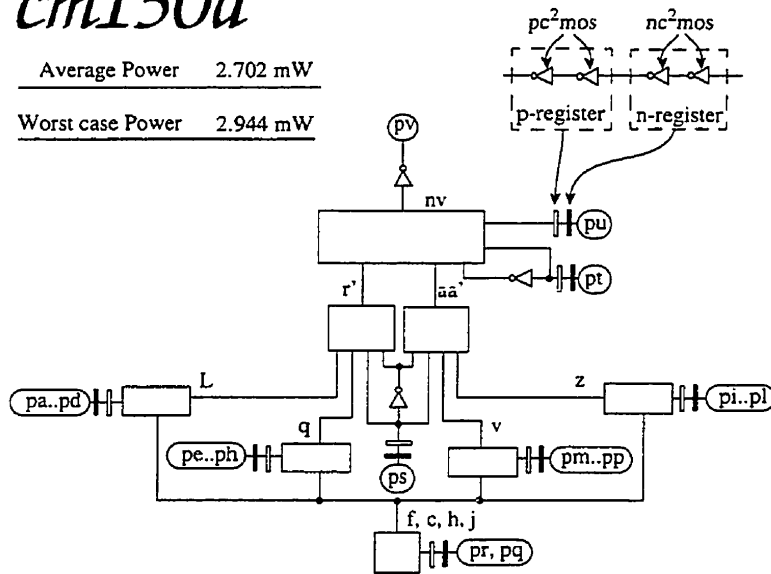 cm150a
pc²mos nc²mos
Average Power 2.702 mW
p-register n-register
Worst case Power 2.944 mW
pv
nv
pu
pt
r' āā'
L
z
pa..pd
pi..pl
q
v
pe..ph
pm..pp
ps
f, c, h, j
pr, pq